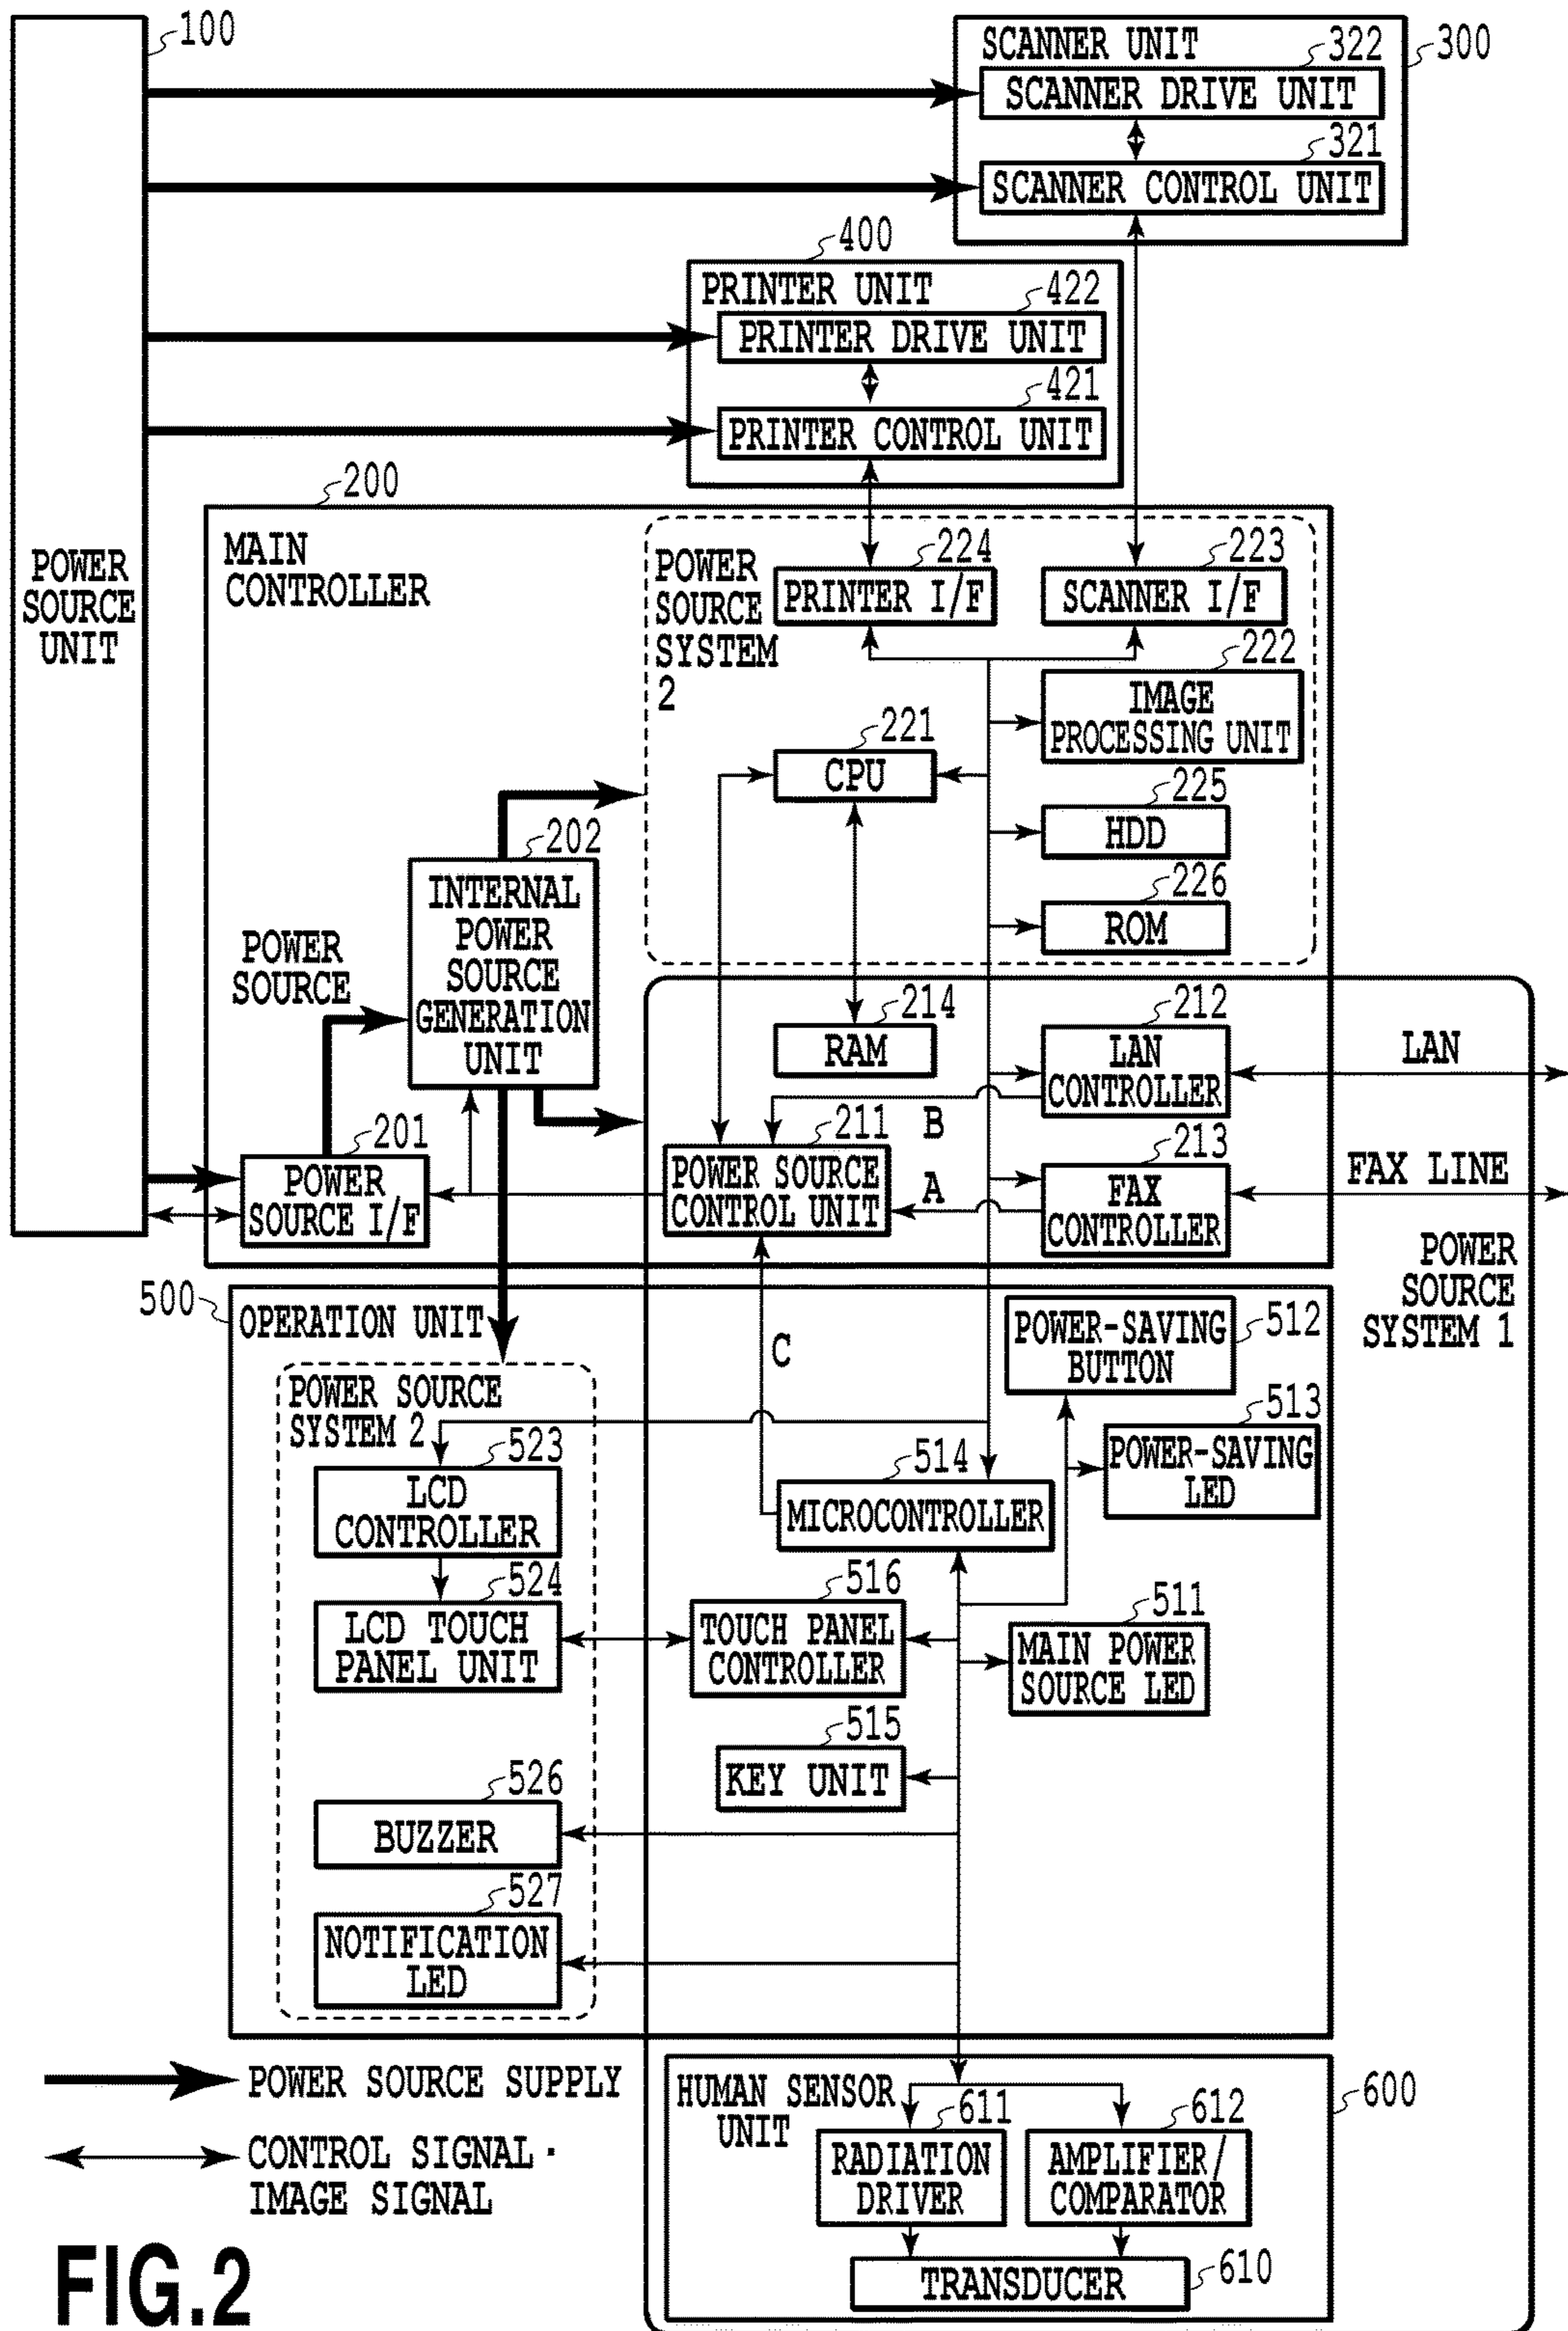 100
POWER
SOURCE
UNIT
SCANNER UNIT
300
322
SCANNER DRIVE UNIT
321
SCANNER CONTROL UNIT
400
PRINTER UNIT
422
PRINTER DRIVE UNIT
421
PRINTER CONTROL UNIT
200
MAIN
CONTROLLER
POWER
SOURCE
SYSTEM
2
224
PRINTER I/F
223
SCANNER I/F
222
IMAGE
PROCESSING UNIT
221
CPU
225
HDD
226
ROM
202
INTERNAL
POWER
SOURCE
GENERATION
UNIT
POWER
SOURCE
201
POWER
SOURCE I/F
214
RAM
212
LAN
CONTROLLER
LAN
B
211
POWER SOURCE
CONTROL UNIT
A
213
FAX
CONTROLLER
FAX LINE
POWER
SOURCE
SYSTEM 1
500
OPERATION UNIT
C
POWER-SAVING
BUTTON
512
513
POWER-SAVING
LED
POWER SOURCE
SYSTEM 2
523
LCD
CONTROLLER
514
MICROCONTROLLER
524
LCD TOUCH
PANEL UNIT
516
TOUCH PANEL
CONTROLLER
511
MAIN POWER
SOURCE LED
515
KEY UNIT
526
BUZZER
527
NOTIFICATION
LED
POWER SOURCE SUPPLY
CONTROL SIGNAL ·
IMAGE SIGNAL
HUMAN SENSOR
UNIT
600
611
RADIATION
DRIVER
612
AMPLIFIER/
COMPARATOR
TRANSDUCER
610
FIG.2